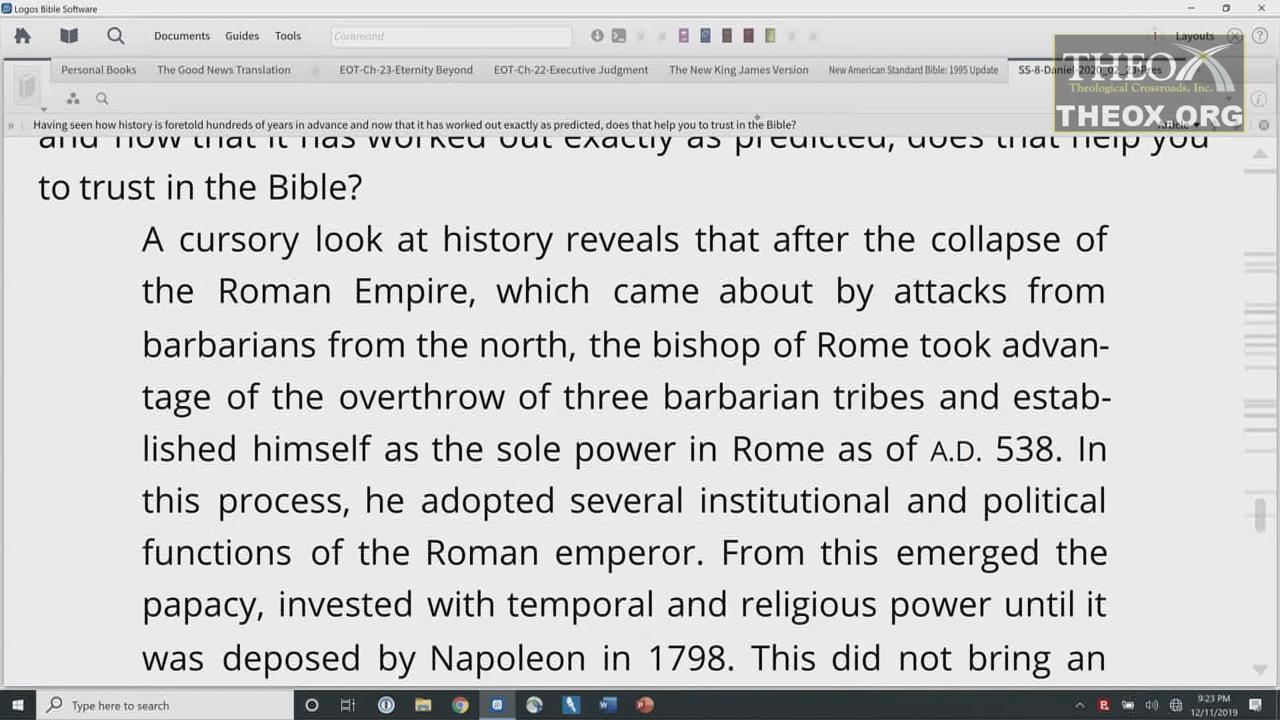 Logos Bible Software
Documents Guides Tools Command Layouts
Personal Books The Good News Translation EOT-Ch-23-Eternity Beyond EOT-Ch-22-Executive Judgment The New King James Version New American Standard Bible: 1995 Update SS-8-Daniel-2020_02_23-Pres
THEOX
Theological Crossroads, Inc.
THEOX.ORG
Having seen how history is foretold hundreds of years in advance and now that it has worked out exactly as predicted, does that help you to trust in the Bible? Article
and now that it has worked out exactly as predicted, does that help you
to trust in the Bible?
A cursory look at history reveals that after the collapse of
the Roman Empire, which came about by attacks from
barbarians from the north, the bishop of Rome took advan-
tage of the overthrow of three barbarian tribes and estab-
lished himself as the sole power in Rome as of A.D. 538. In
this process, he adopted several institutional and political
functions of the Roman emperor. From this emerged the
papacy, invested with temporal and religious power until it
was deposed by Napoleon in 1798. This did not bring an
Type here to search
9:23 PM
12/11/2019